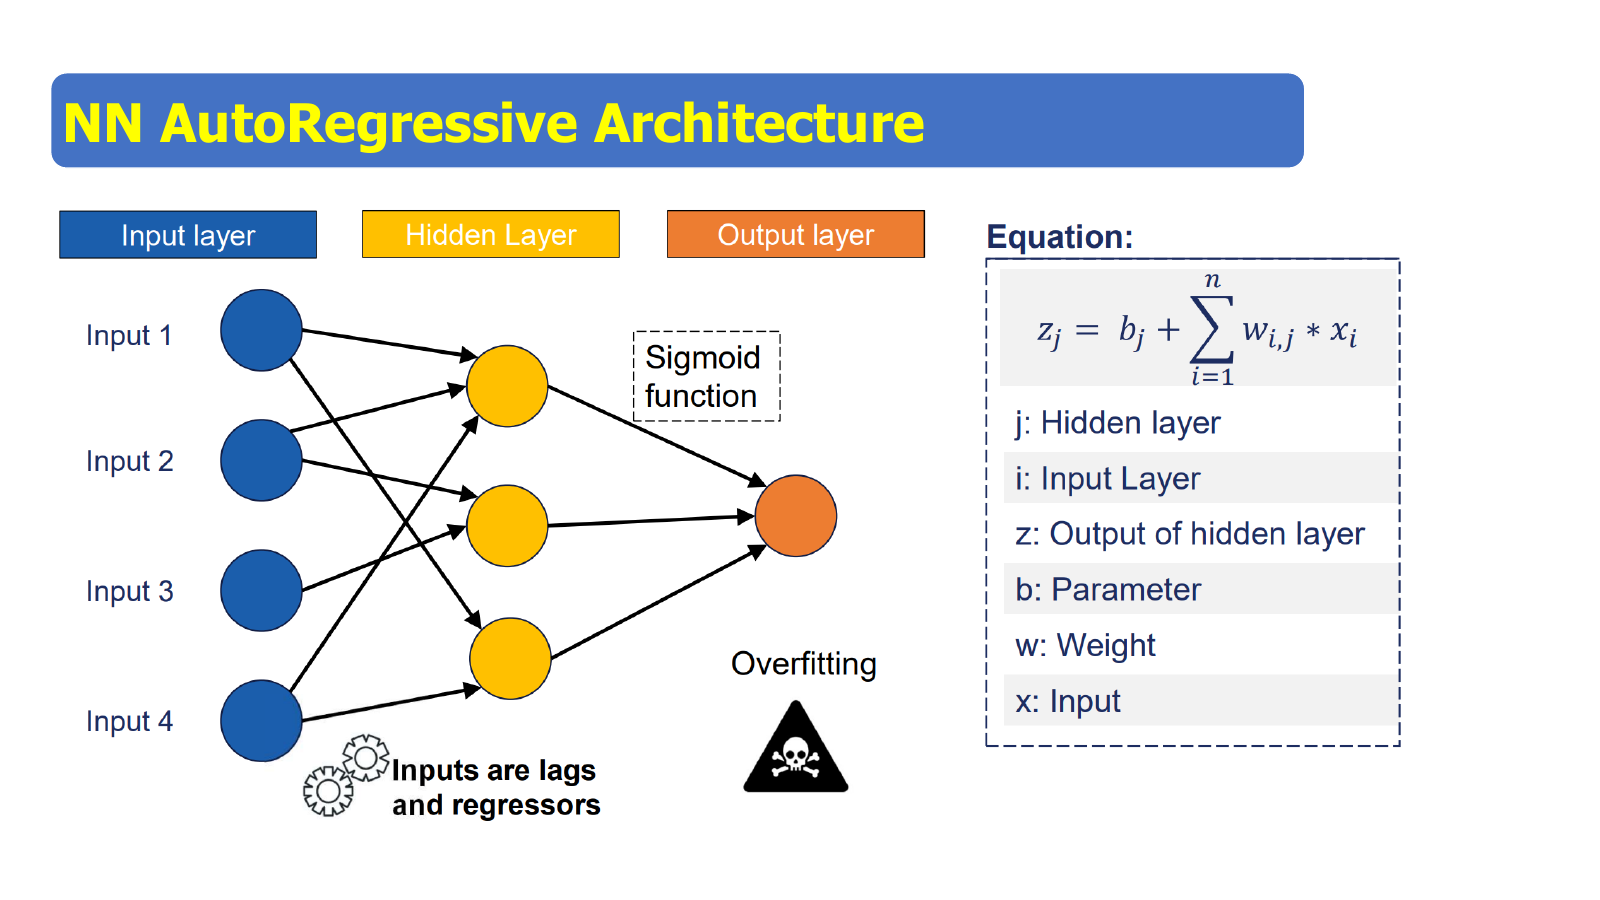 NN AutoRegressive Architecture
Input layer
Hidden Layer
Output layer
Input 1
Input 2
Input 3
Input 4
Sigmoid
function
Overfitting
Inputs are lags
and regressors
Equation:
n
z_j = b_j + ∑ w_{i,j} * x_i
i=1
j: Hidden layer
i: Input Layer
z: Output of hidden layer
b: Parameter
w: Weight
x: Input